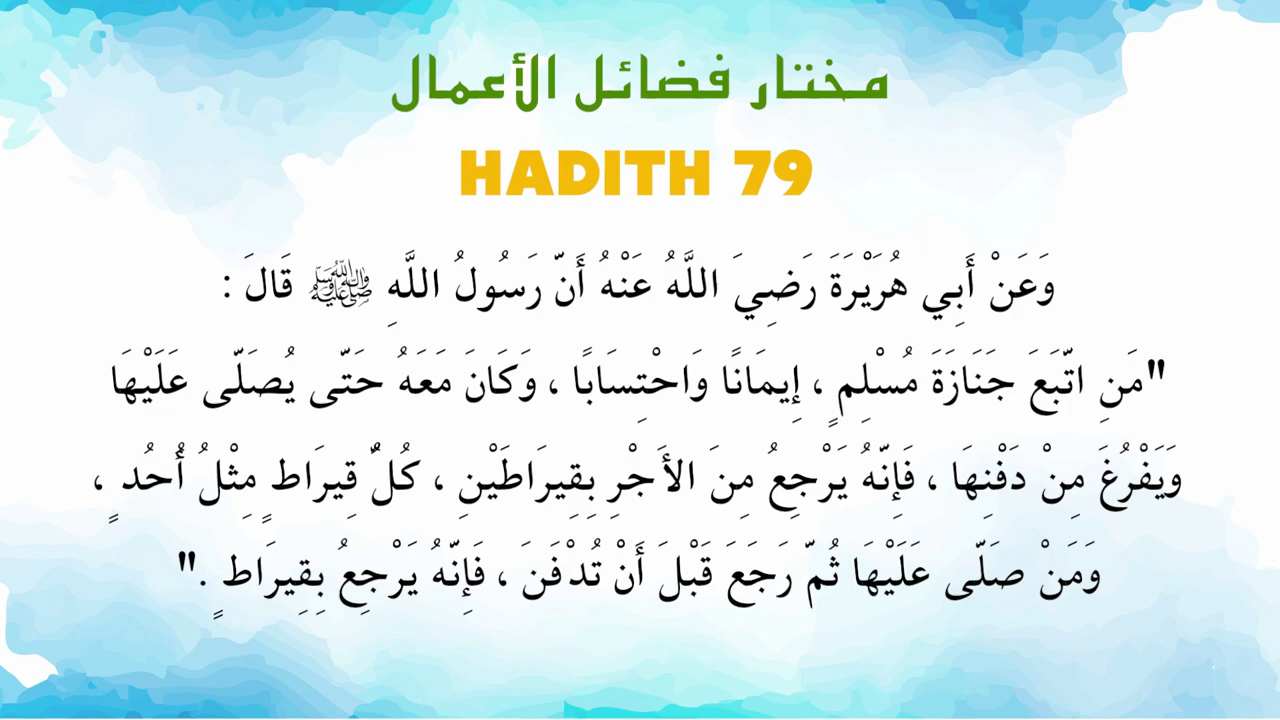 مختار فضائل الأعمال
HADITH 79
وَعَنْ أَبِي هُرَيْرَةَ رَضِيَ اللَّهُ عَنْهُ أَنّ رَسُولُ اللَّهِ ﷺ قَالَ :
"مَنِ اتّبَعَ جَنَازَةَ مُسْلِمٍ ، إِيمَانًا وَاحْتِسَابًا ، وَكَانَ مَعَهُ حَتّى يُصَلّى عَلَيْهَا
وَيَفْرُغَ مِنْ دَفْنِهَا ، فَإِنّهُ يَرْجِعُ مِنَ الأَجْرِ بِقِيرَاطَيْنِ ، كُلٌ قِيرَاطٍ مِثْلُ أُحُدٍ ،
وَمَنْ صَلّى عَلَيْهَا ثُمّ رَجَعَ قَبْلَ أَنْ تُدْفَنَ ، فَإِنّهُ يَرْجِعُ بِقِيرَاطٍ ."